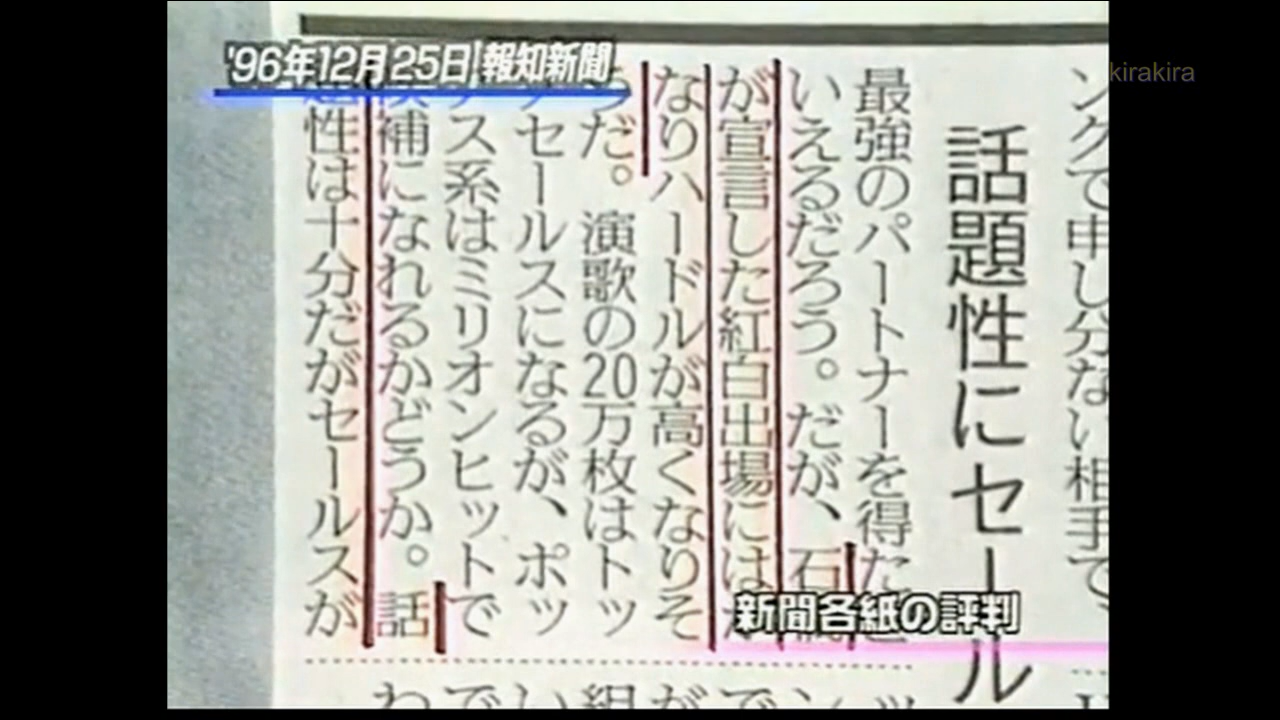 '96年12月25日 報知新聞
kirakira
ングで申し分ない相手で、
話題性にセール
最強のパートナーを得たと
いえるだろう。だが、石
が宣言した紅白出場にはか
なりハードルが高くなりそ
うだ。演歌の20万枚はトッ
プセールスになるが、ポッ
プス系はミリオンヒットで
候補になれるかどうか。話
題性は十分だがセールスが
新聞各紙の評判